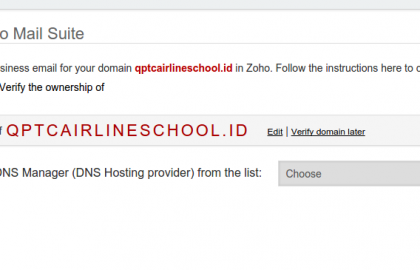 o Mail Suite
siness email for your domain qptcairlineschool.id in Zoho. Follow the instructions here to c
Verify the ownership of
QPTCAIRLINESCHOOL.ID Edit | Verify domain later
DNS Manager (DNS Hosting provider) from the list: Choose